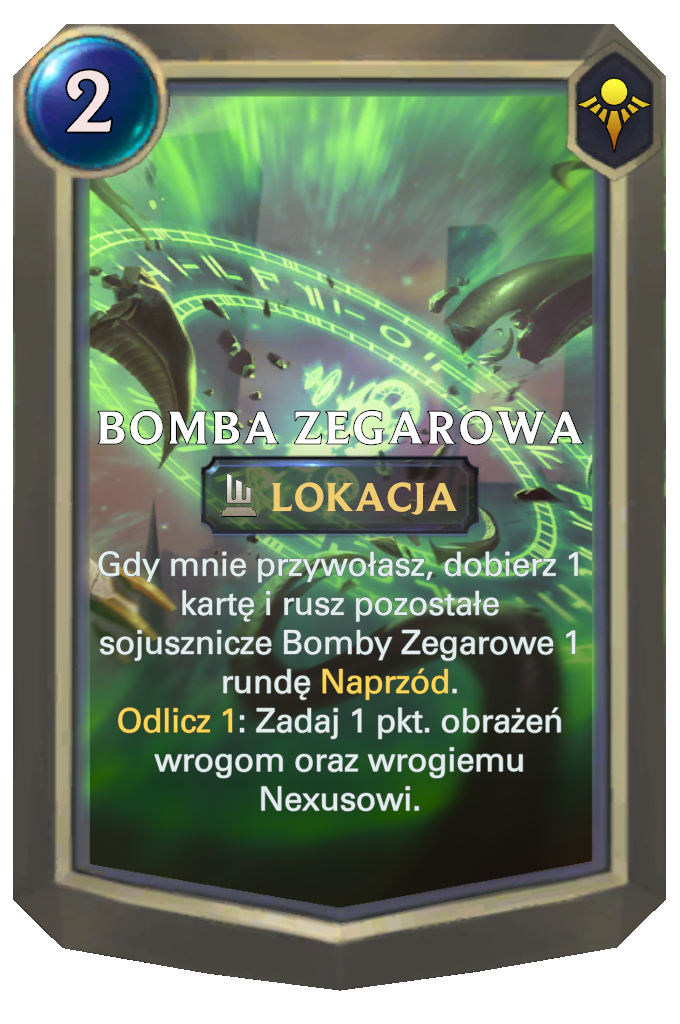 2
BOMBA ZEGAROWA
LOKACJA
Gdy mnie przywołasz, dobierz 1
kartę i rusz pozostałe
sojusznicze Bomby Zegarowe 1
rundę Naprzód.
Odlicz 1: Zadaj 1 pkt. obrażeń
wrogom oraz wrogiemu
Nexusowi.